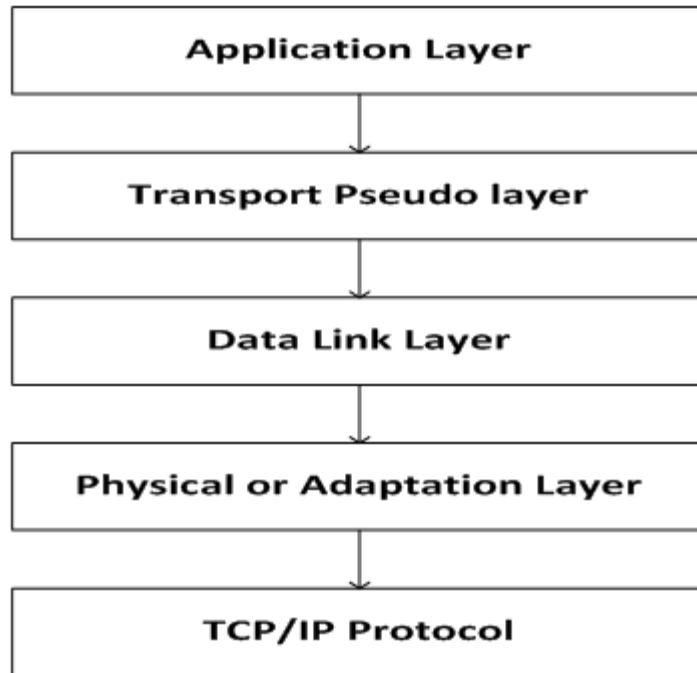 Application Layer
Transport Pseudo layer
Data Link Layer
Physical or Adaptation Layer
TCP/IP Protocol